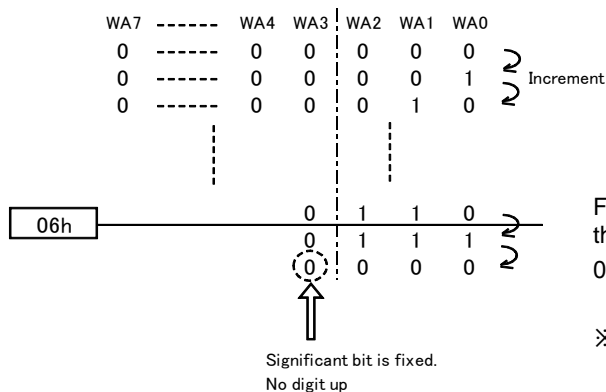 WA7 ------ WA4 WA3 WA2 WA1 WA0
0 ------ 0 0 0 0 0
0 ------ 0 0 0 0 1
Increment
0 ------ 0 0 0 1 0
0 1 1 0
06h
0 1 1 1
0 0 0 0
Significant bit is fixed.
No digit up
F
th
0
※